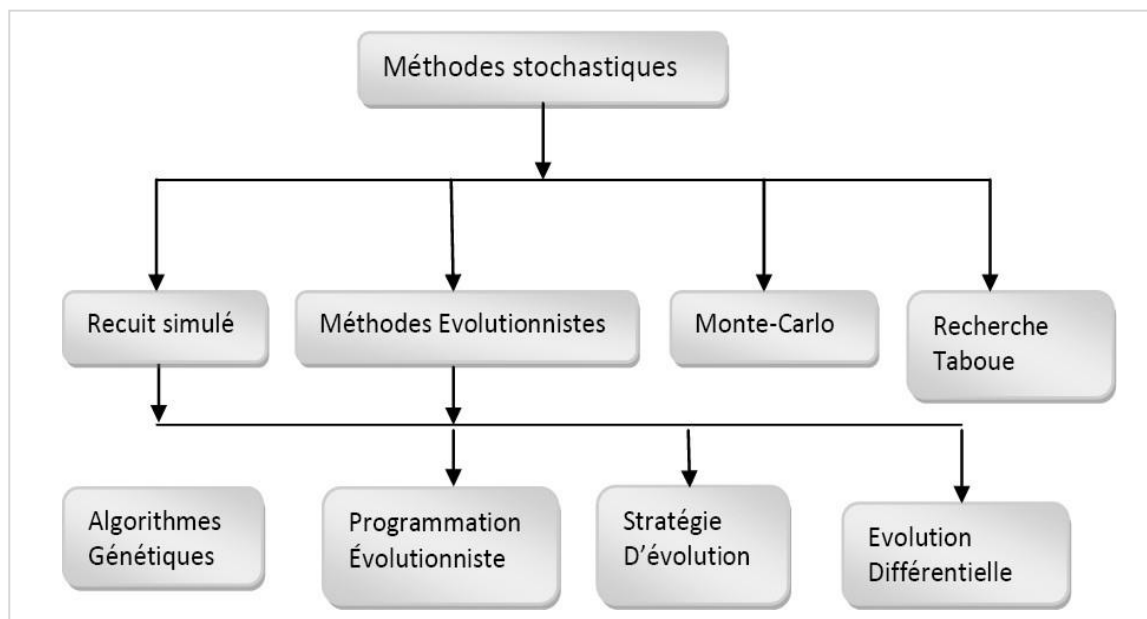 Méthodes stochastiques
Recuit simulé
Méthodes Evolutionnistes
Monte-Carlo
Recherche
Taboue
Algorithmes
Génétiques
Programmation
Évolutionniste
Stratégie
D’évolution
Evolution
Différentielle